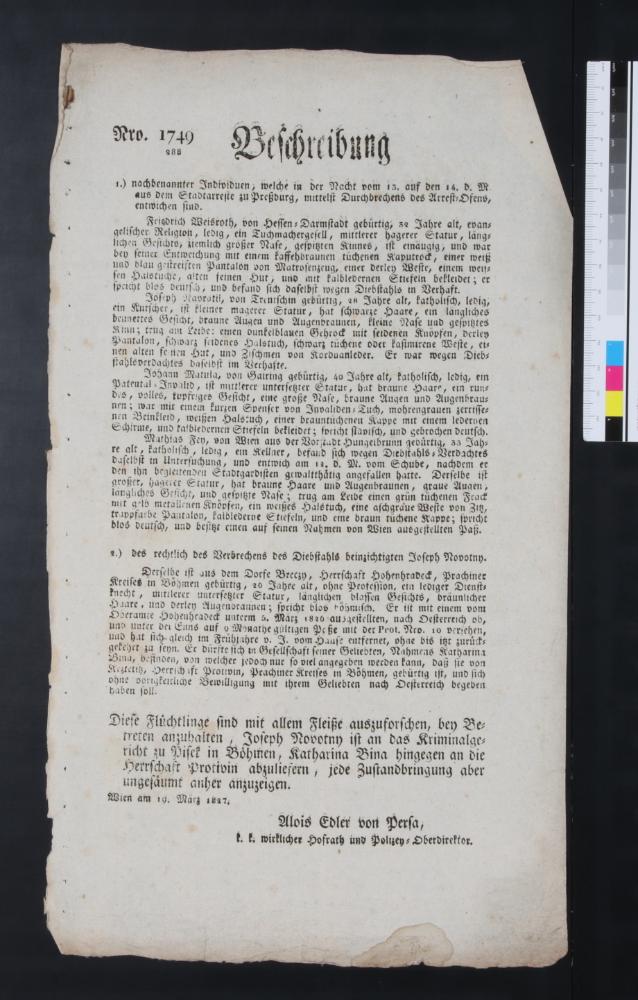 Nro. 1749
288
Beschreibung
1.) nachbenannter Individuen, welche in der Nacht vom 13. auf den 14. d. M.
aus dem Stadtarreste zu Preßburg, mittelst Durchbrechens des Arrest-Ofens,
entwichen sind.
Friedrich Weisroth, von Hessen-Darmstadt gebürtig, 32 Jahre alt, evan-
gelischer Religion, ledig, ein Tuchmachergesell, mittlerer hagerer Statur, läng-
lichen Gesichts, ziemlich großer Nase, gespitzten Kinnes, ist einäugig, und war
bey seiner Entweichung mit einem kaffehbraunen tüchenen Kaputrock, einer weiß
und blau gestreiften Pantalon von Matrosenzeug, einer derley Weste, einem weis-
sen Halstuche, alten feinen Hut, und mit kalbledernen Stiefeln bekleidet; er
spricht blos deutsch, und befand sich daselbst wegen Diebstahls in Verhaft.
Joseph Navratil, von Trentschin gebürtig, 28 Jahre alt, katholisch, ledig,
ein Kutscher, ist kleiner magerer Statur, hat schwarze Haare, ein längliches
braunettes Gesicht, braune Augen und Augenbraunen, kleine Nase und gespitztes
Kinn; trug am Leibe: einen dunkelblauen Gehrock mit seidenen Knöpfen, derley
Pantalon, schwarz seidenes Halstuch, schwarz tüchene oder kasimirene Weste, ei-
nen alten feinen Hut, und Zischmen von Korduanleder. Er war wegen Dieb-
stahlsverdachtes daselbst im Verhafte.
Johann Matula, von Gairing gebürtig, 40 Jahre alt, katholisch, ledig, ein
Patental-Invalid, ist mittlerer untersetzter Statur, hat braune Haare, ein run-
des, volles, kupfriges Gesicht, eine große Nase, braune Augen und Augenbrau-
nen; war mit einem kurzen Spenser von Invaliden-Tuch, mohrengrauen zerrisse-
nen Beinkleid, weißen Halstuch, einer brauntüchenen Kappe mit einem ledernen
Schirme, und kalbledernen Stiefeln bekleidet; spricht slavisch, und gebrochen deutsch.
Mathias Fey, von Wien aus der Vorstadt Hungelbrunn gebürtig, 33 Jah-
re alt, katholisch, ledig, ein Kellner, befand sich wegen Diebstahls-Verdachtes
daselbst in Untersuchung, und entwich am 12. d. M. vom Schube, nachdem er
den ihn begleitenden Stadtgardisten gewaltthätig angefallen hatte. Derselbe ist
großer, hagerer Statur, hat braune Haare und Augenbraunen, graue Augen,
längliches Gesicht, und gespitzte Nase; trug am Leibe einen grün tüchenen Frack
mit gelb metallenen Knöpfen, ein weißes Halstuch, eine aschgraue Weste von Zitz,
trappfarbe Pantalon, kalblederne Stiefeln, und eine braun tüchene Kappe; spricht
blos deutsch, und besitzt einen auf seinen Nahmen von Wien ausgestellten Paß.
2.) des rechtlich des Verbrechens des Diebstahls beinzichtigten Joseph Novotny.
Derselbe ist aus dem Dorfe Herrschaft Hohenhradeck, Prachiner
Kreises in Böhmen gebürtig, 20 Jahre alt, ohne Profession, ein lediger Dienst-
knecht, mittlerer untersetzter Statur, länglichen blossen Gesichts, bräunlicher
Haare, und derley Augenbraunen; spricht blos böhmisch. Er ist mit einem vom
Oberamte Hohenhradeck unterm 6. März 1826 ausgestellten, nach Oesterreich ob,
und unter der Enns auf 9 Monathe gültigen Paße mit der Prot. Nro. 10 versehen,
und hat sich gleich im Frühjahre v. J. vom Hause entfernet, ohne bis itzt zurück-
gekehrt zu seyn. Er dürfte sich in Gesellschaft seiner Geliebten, Nahmens Katharina
Bina, befinden, von welcher jedoch nur so viel angegeben werden kann, daß sie von
Herrschaft Protiwin, Prachiner Kreises in Böhmen, gebürtig ist, und sich
ohne obrigkeitliche Bewilligung mit ihrem Geliebten nach Oesterreich begeben
haben soll.
Diese Flüchtlinge sind mit allem Fleiße auszuforschen, bey Be-
treten anzuhalten, Joseph Novotny ist an das Kriminalge-
richt zu Pisek in Böhmen, Katharina Bina hingegen an die
Herrschaft Protivin abzuliefern, jede Zustandbringung aber
ungesäumt anher anzuzeigen.
Wien am 19. März 1827.
Alois Edler von Persa,
k. k. wirklicher Hofrath und Polizey-Oberdirektor.